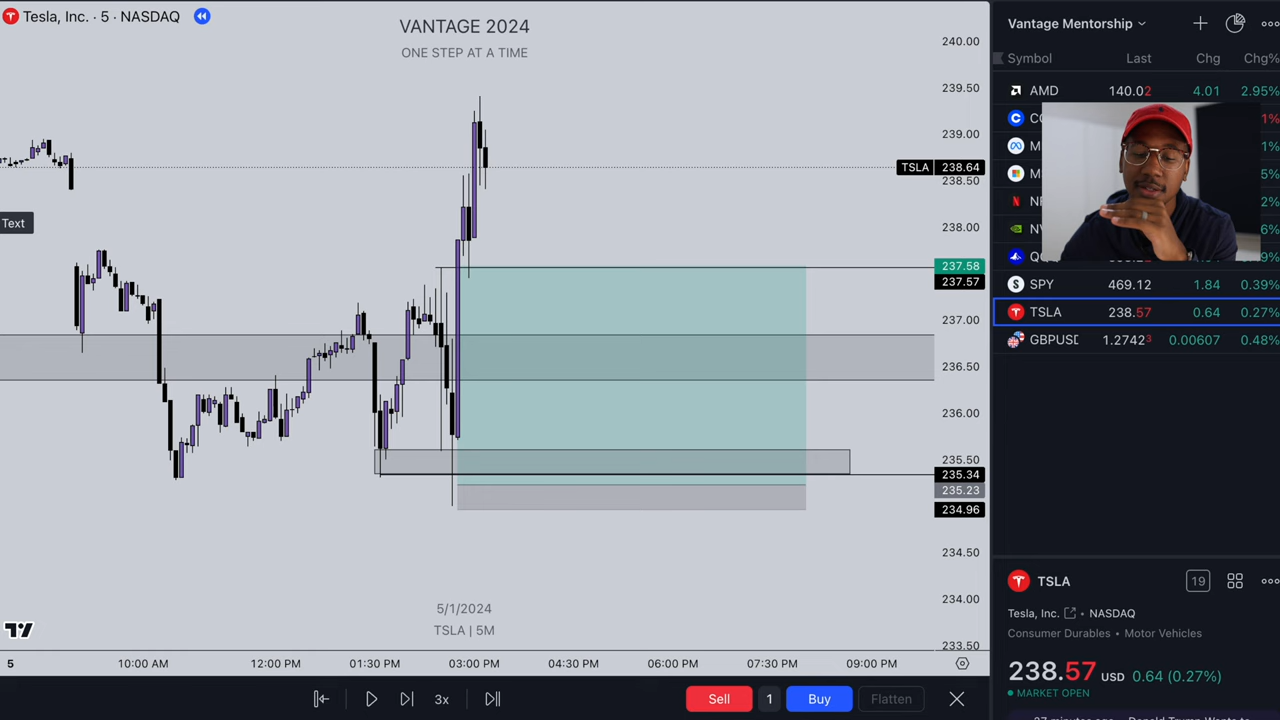 Tesla, Inc. · 5 · NASDAQ
VANTAGE 2024
ONE STEP AT A TIME
Text
240.00
239.50
239.00
TSLA 238.64
238.50
238.00
237.58
237.57
237.00
236.50
236.00
235.50
235.34
235.23
234.96
234.50
234.00
233.50
5/1/2024
TSLA | 5M
5 10:00 AM 12:00 PM 01:30 PM 03:00 PM 04:30 PM 06:00 PM 07:30 PM 09:00 PM
3x
Sell 1 Buy Flatten
Vantage Mentorship
Symbol Last Chg Chg%
AMD 140.02 4.01 2.95%
SPY 469.12 1.84 0.39%
TSLA 238.57 0.64 0.27%
GBPUSD 1.27423 0.00607 0.48%
TSLA 19
Tesla, Inc. • NASDAQ
Consumer Durables • Motor Vehicles
238.57 USD 0.64 (0.27%)
MARKET OPEN